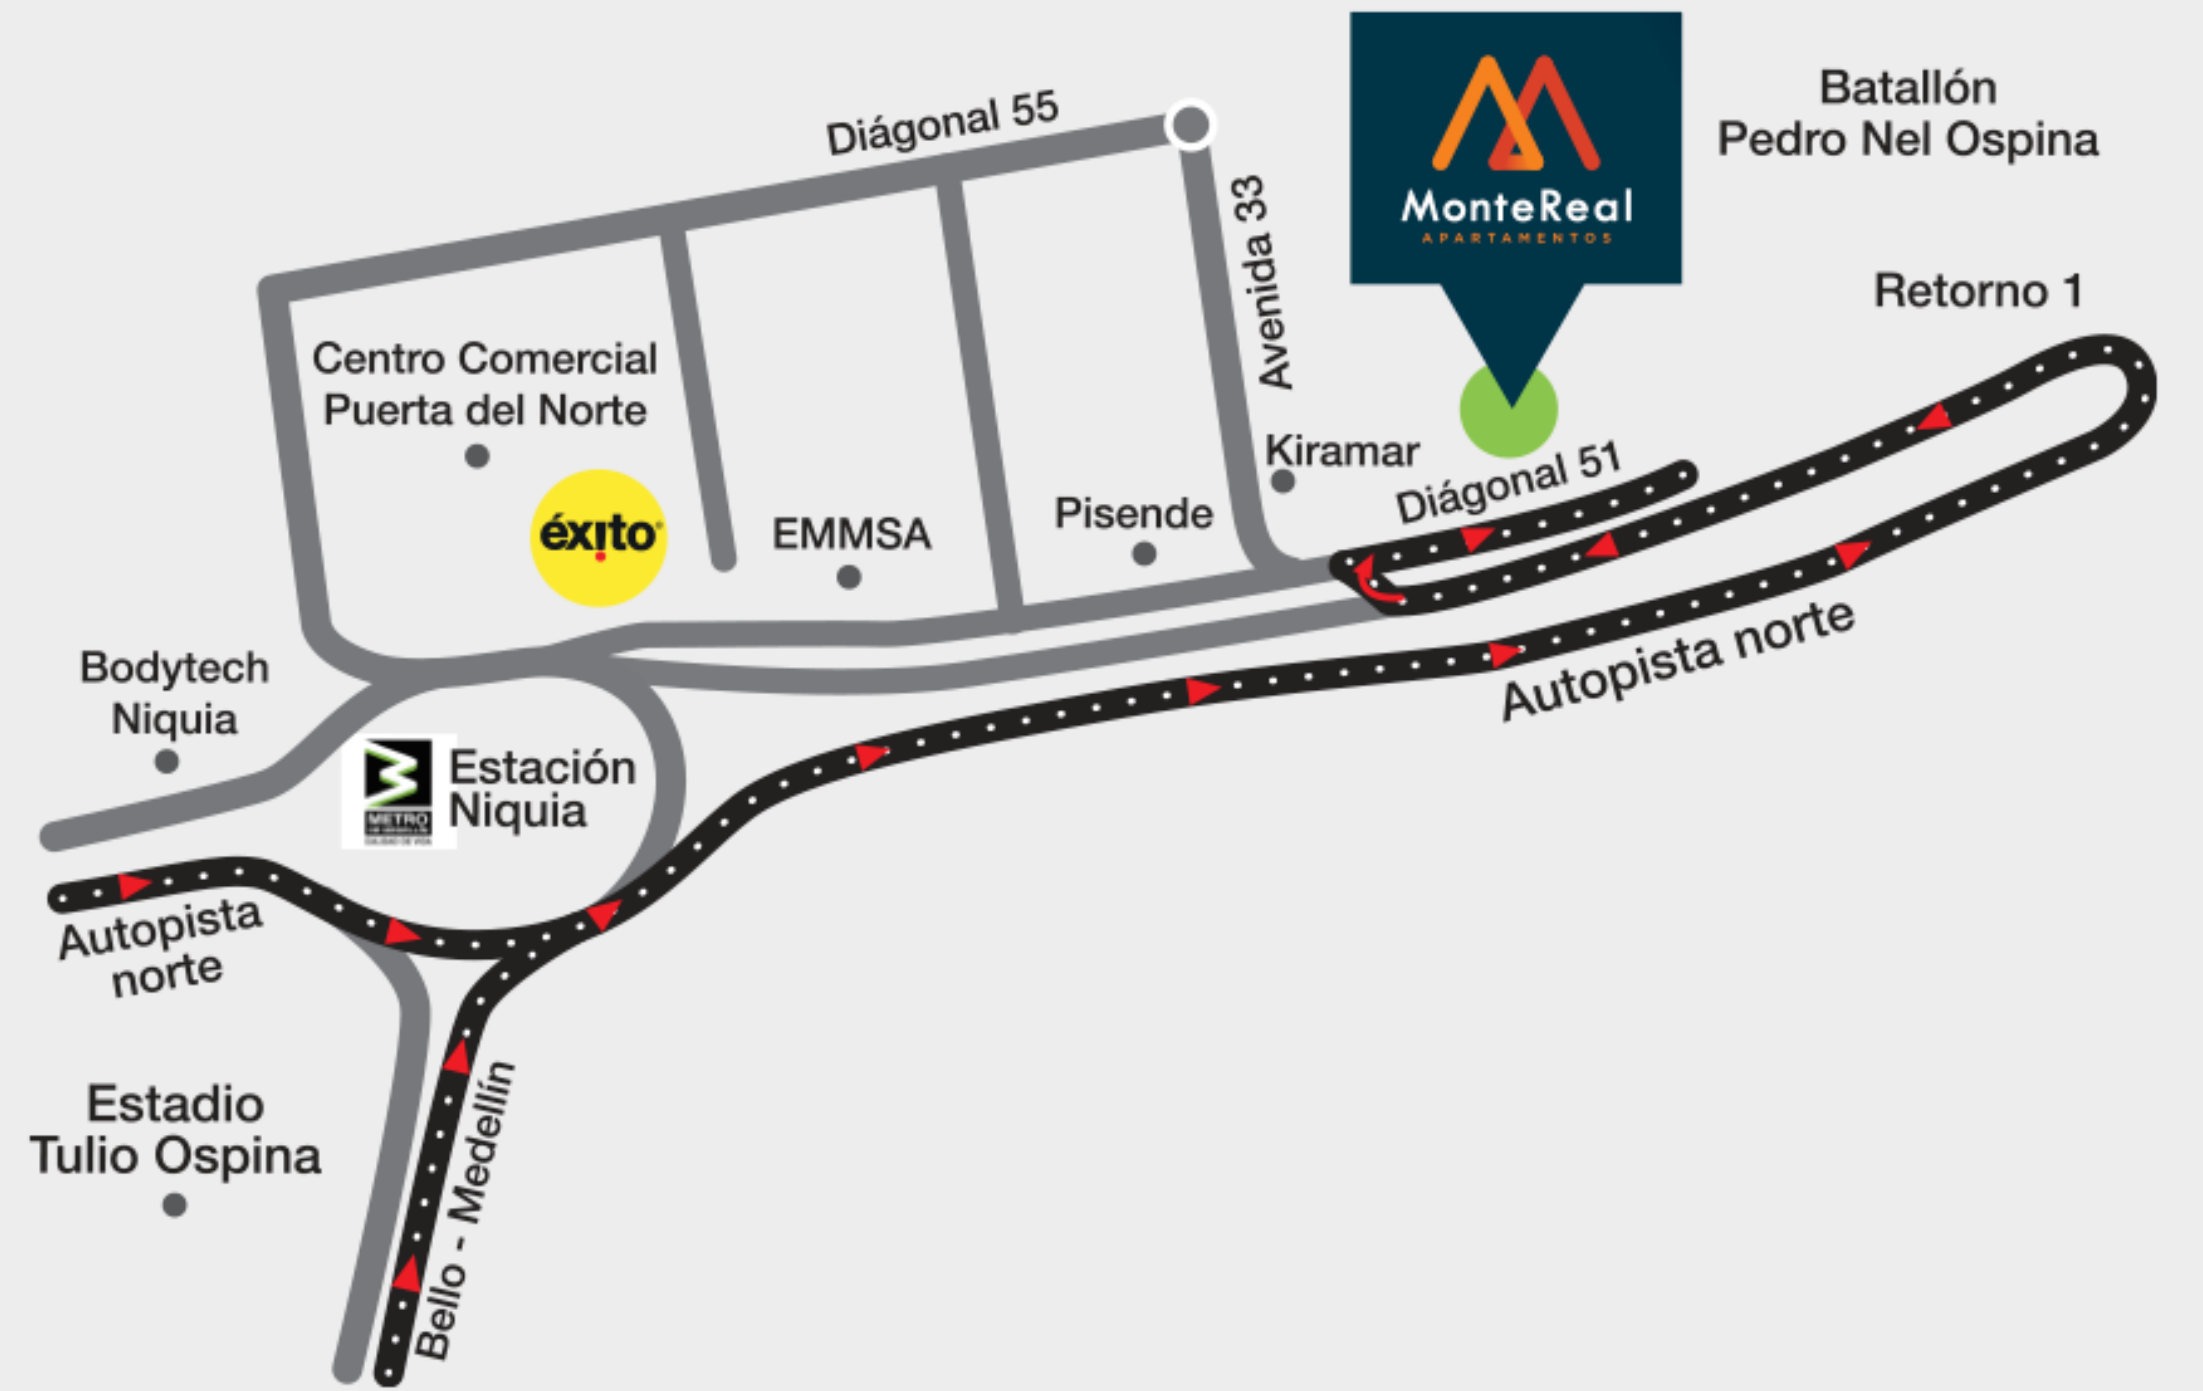 Diágonal 55
Avenida 33
MonteReal
APARTAMENTOS
Batallón
Pedro Nel Ospina
Retorno 1
Centro Comercial
Puerta del Norte
éxito
EMMSA
Pisende
Kiramar
Diágonal 51
Autopista norte
Bodytech
Niquia
METRO
Estación
Niquia
Autopista
norte
Estadio
Tulio Ospina
Bello - Medellín